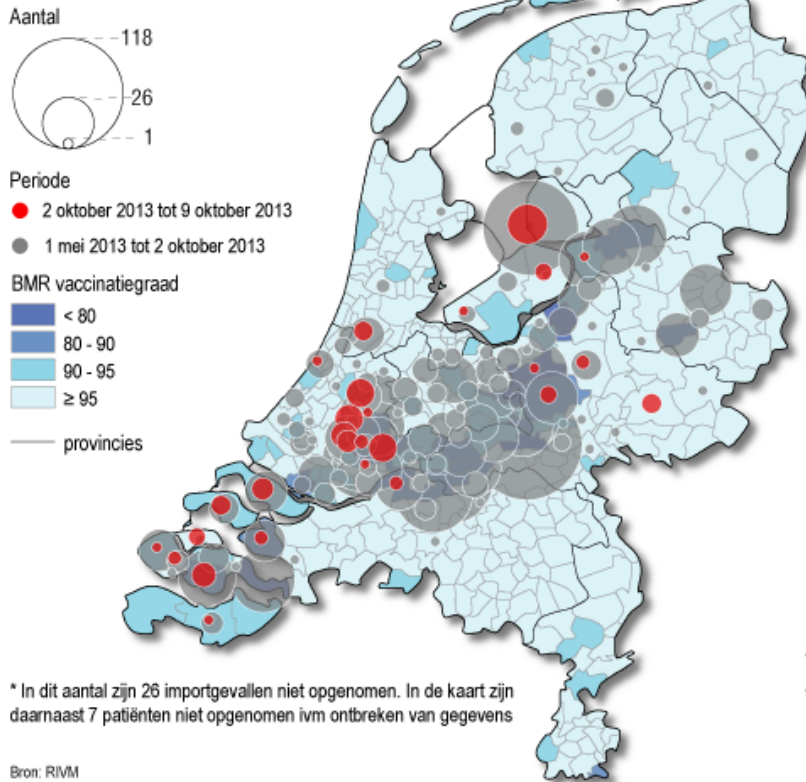 Aantal
118
26
1
Periode
2 oktober 2013 tot 9 oktober 2013
1 mei 2013 tot 2 oktober 2013
BMR vaccinatiegraad
< 80
80 - 90
90 - 95
≥ 95
provincies
* In dit aantal zijn 26 importgevallen niet opgenomen. In de kaart zijn
daarnaast 7 patiënten niet opgenomen ivm ontbreken van gegevens
Bron: RIVM